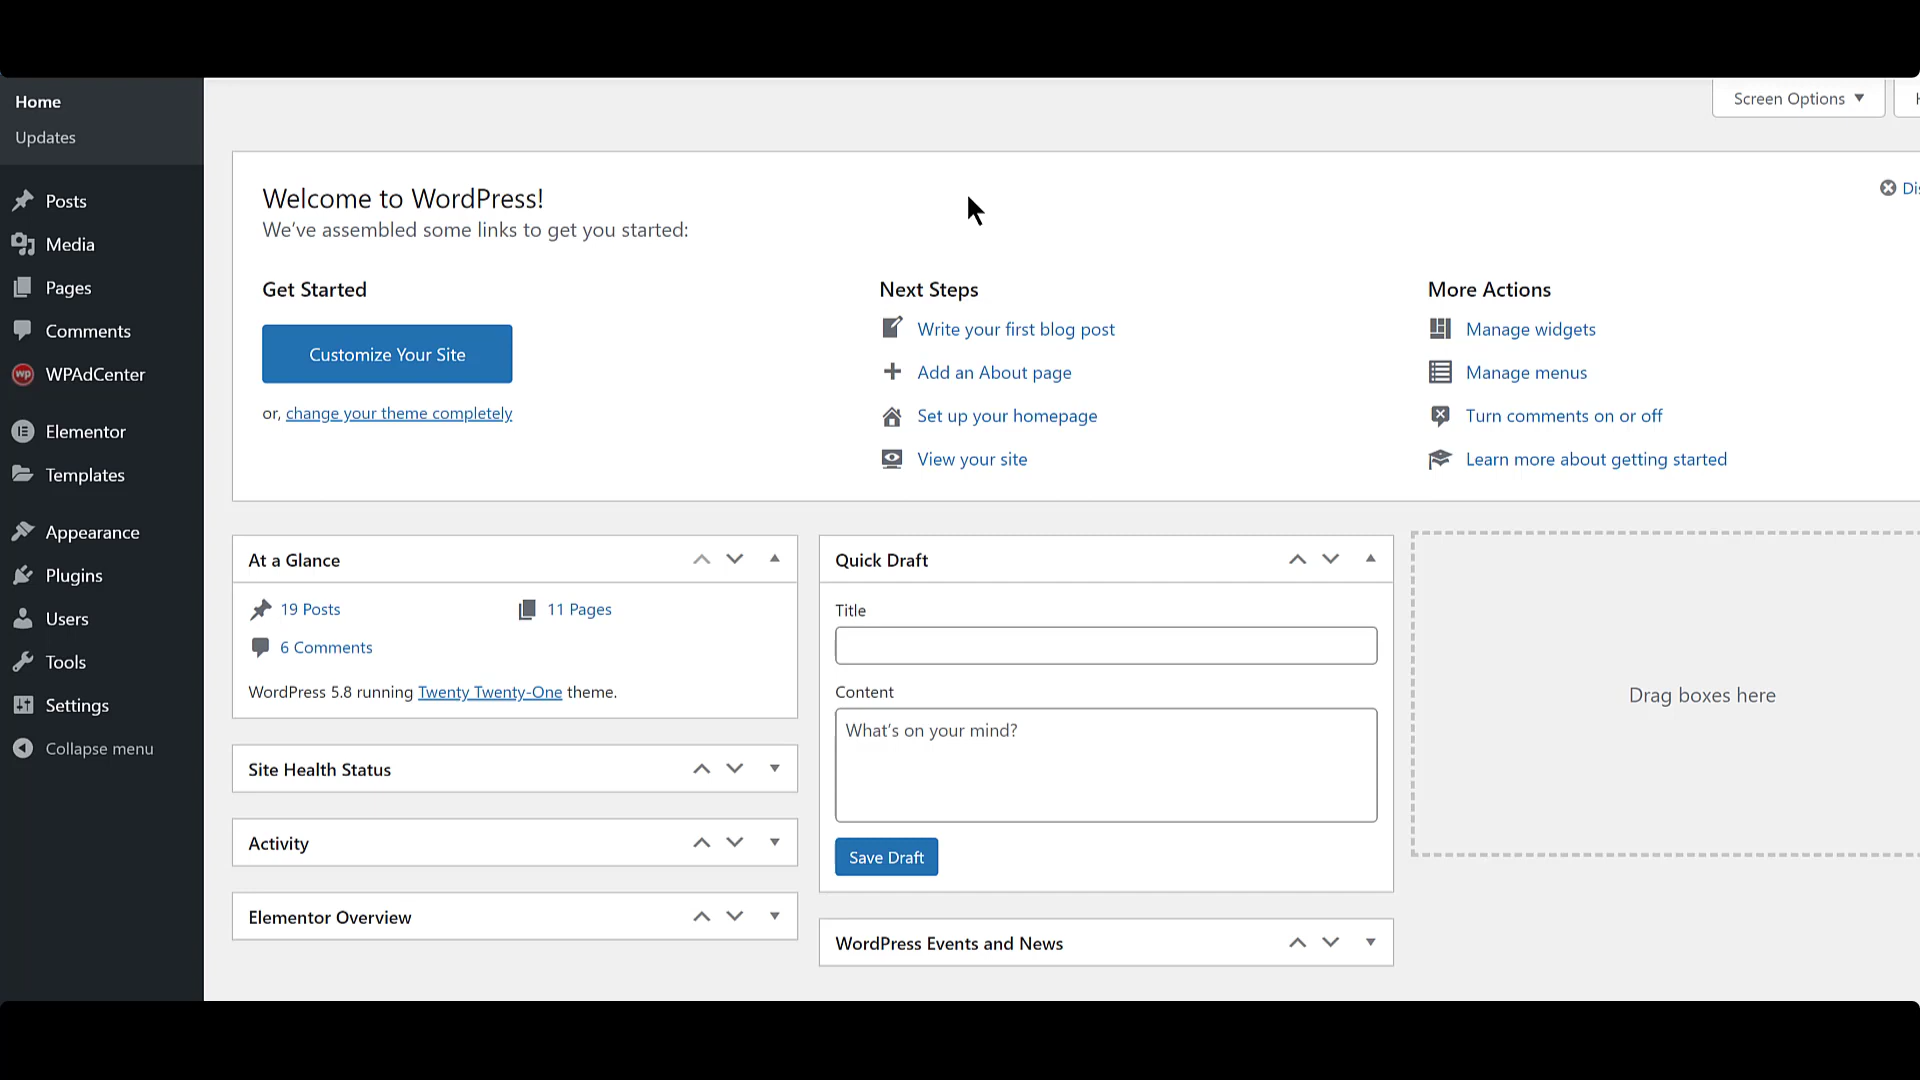 Home
Updates
Posts
Media
Pages
Comments
wp WPAdCenter
Elementor
Templates
Appearance
Plugins
Users
Tools
Settings
Collapse menu
Screen Options
Welcome to WordPress!
We've assembled some links to get you started:
Get Started
Customize Your Site
or, change your theme completely
Next Steps
Write your first blog post
Add an About page
Set up your homepage
View your site
More Actions
Manage widgets
Manage menus
Turn comments on or off
Learn more about getting started
At a Glance
19 Posts
11 Pages
6 Comments
WordPress 5.8 running Twenty Twenty-One theme.
Site Health Status
Activity
Elementor Overview
Quick Draft
Title
Content
What's on your mind?
Save Draft
WordPress Events and News
Drag boxes here